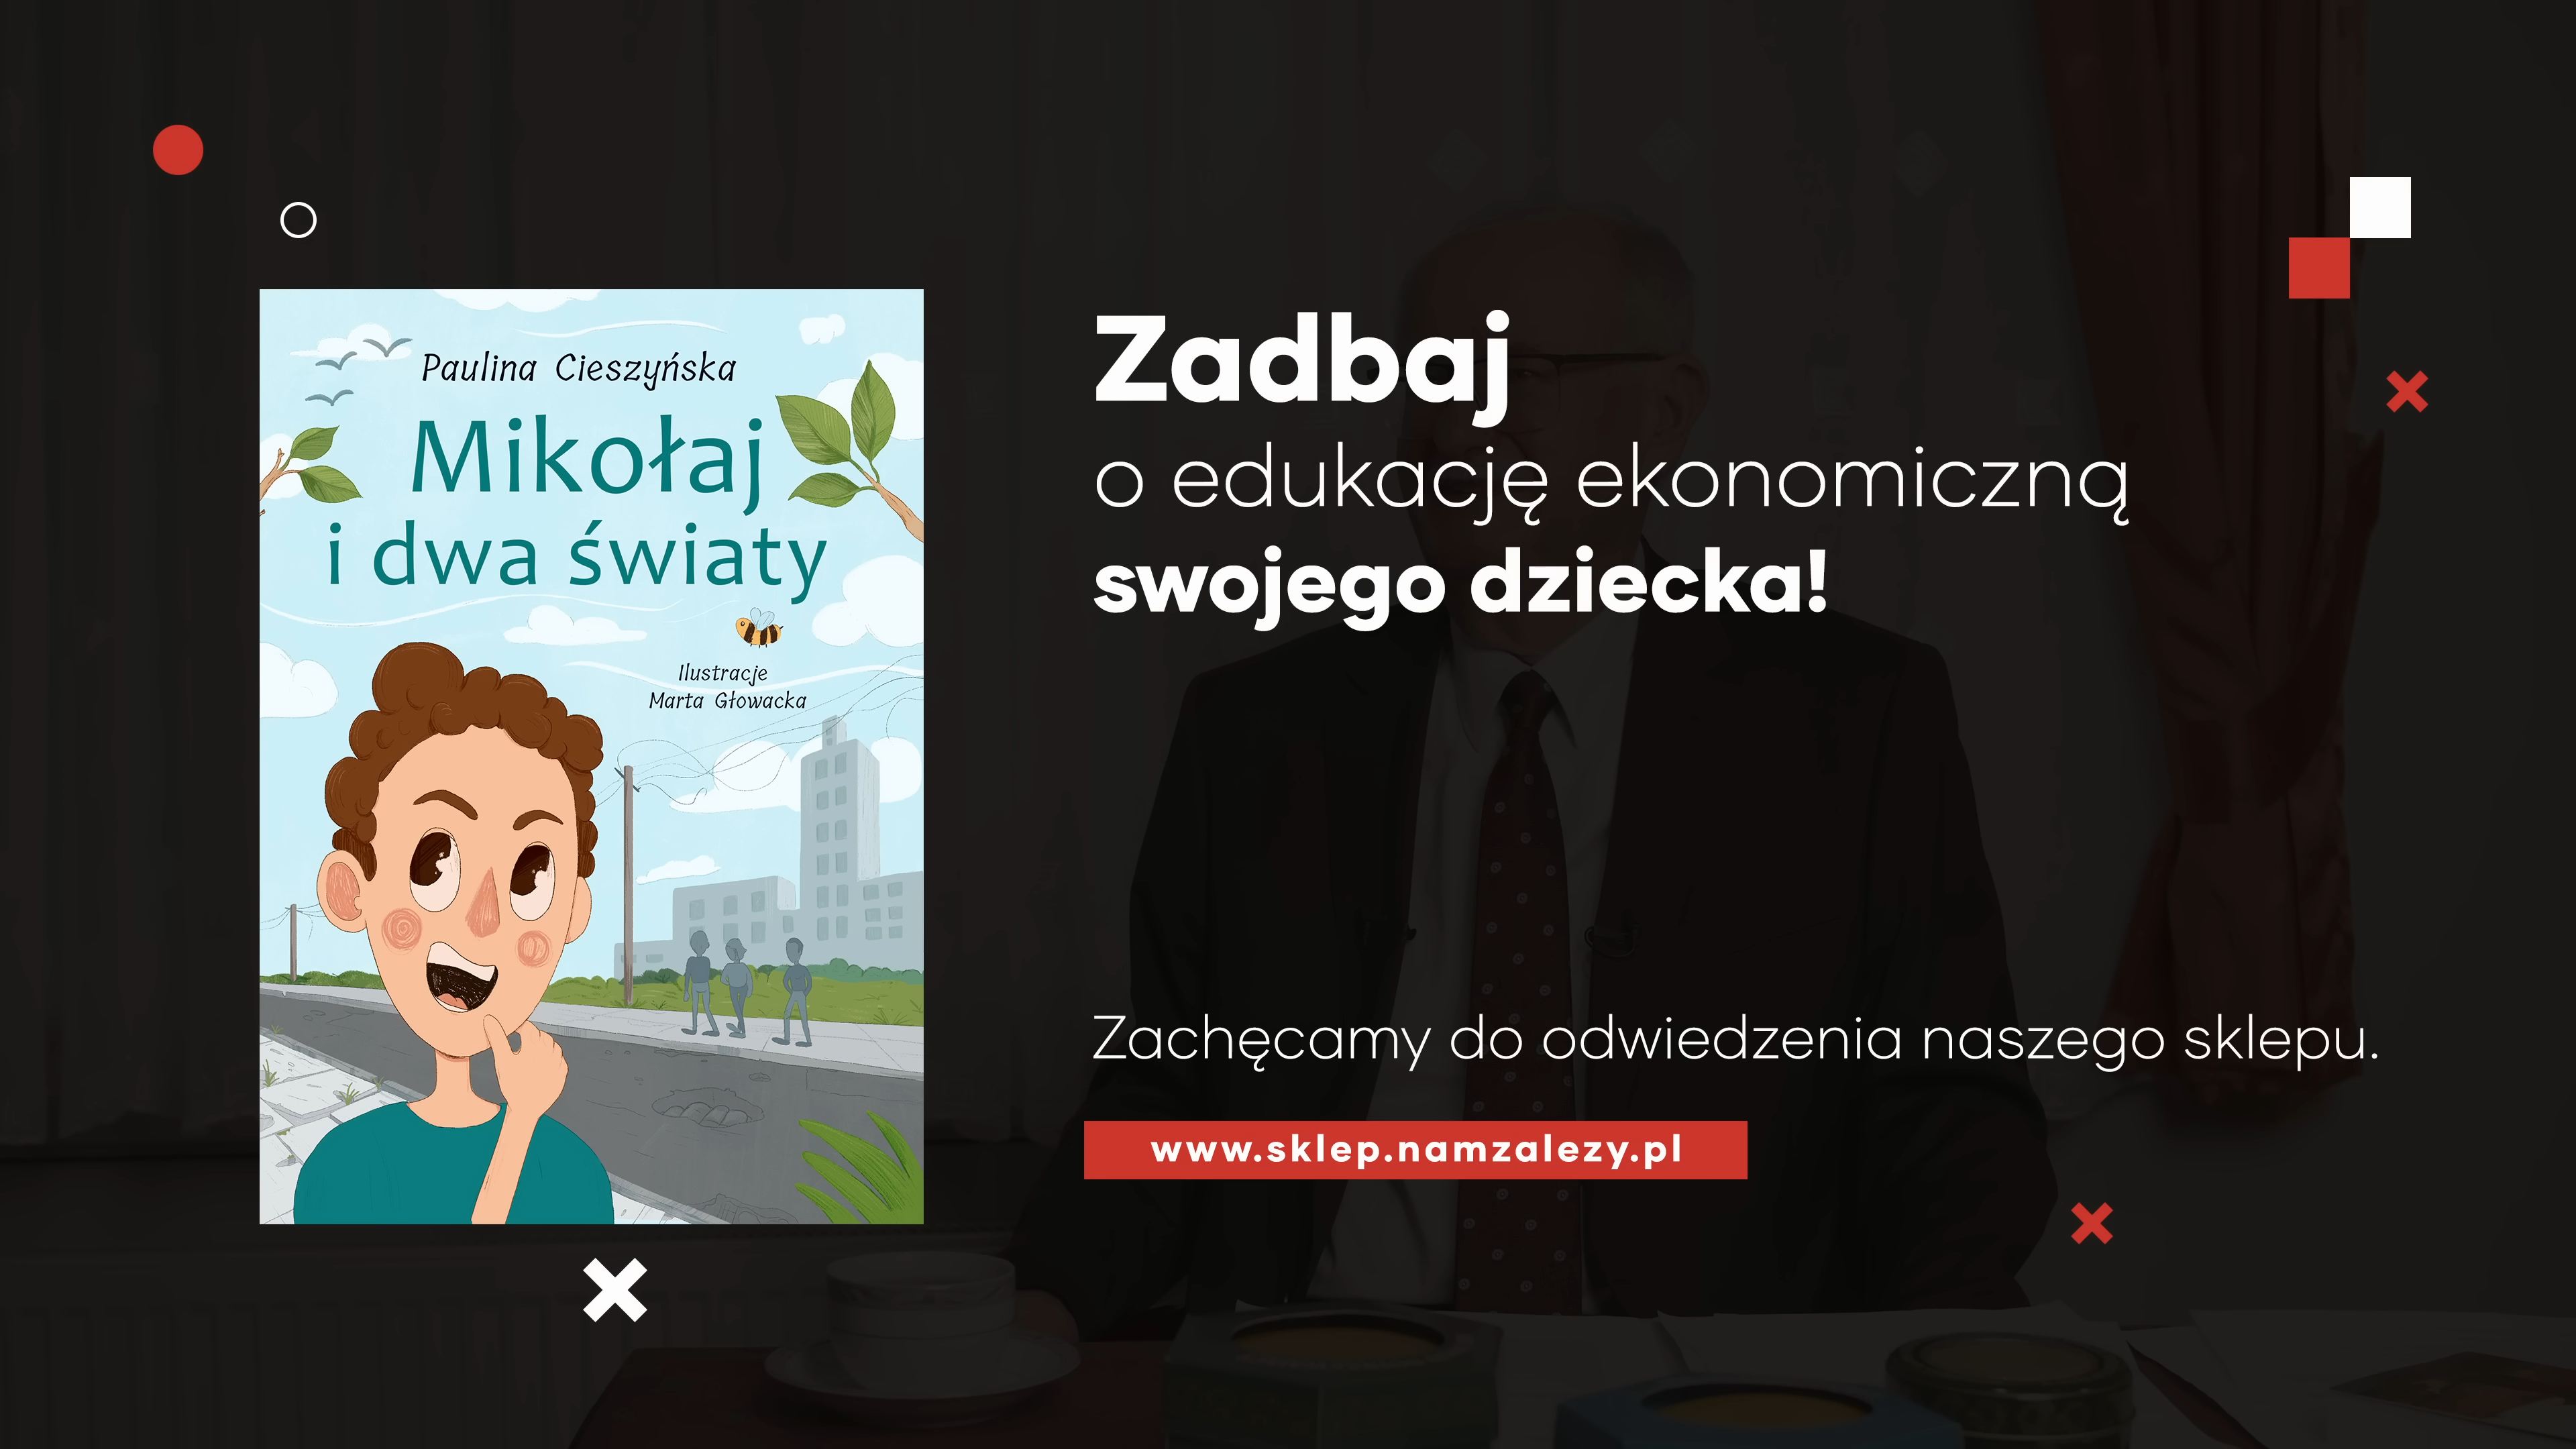 Paulina Cieszyńska
Mikołaj
i dwa światy
Ilustracje
Marta Głowacka
Zadbaj
o edukację ekonomiczną
swojego dziecka!
Zachęcamy do odwiedzenia naszego sklepu.
www.sklep.namzalezy.pl